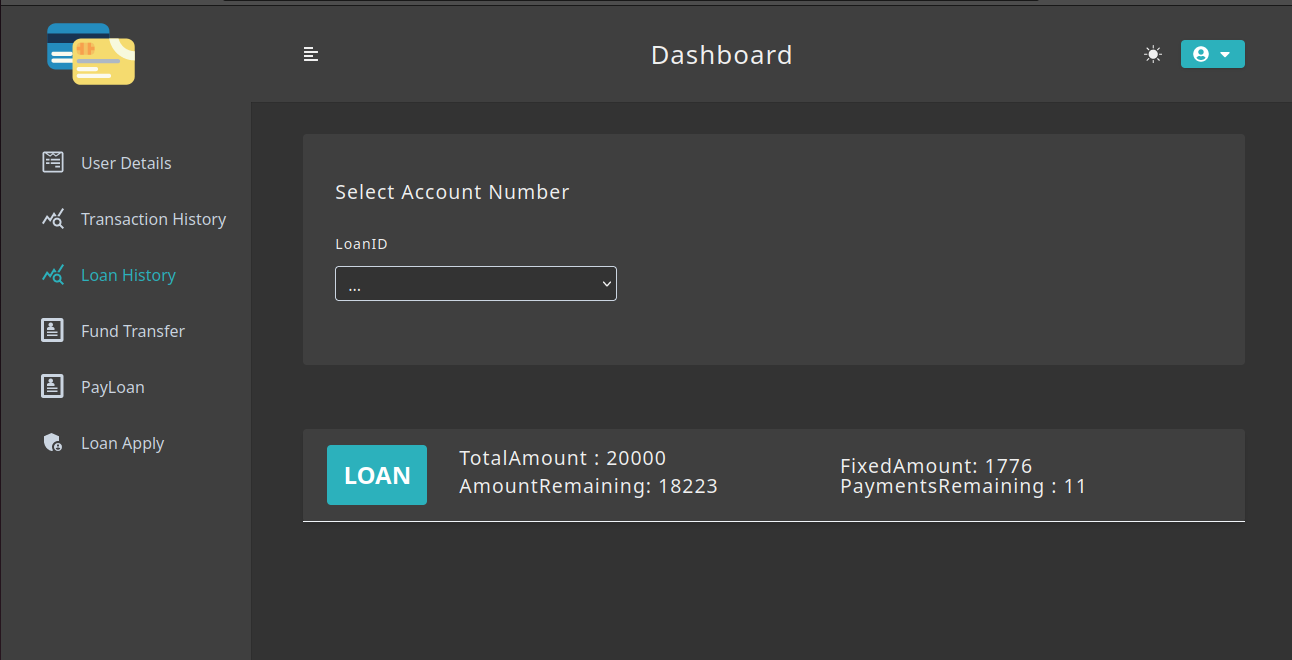 Dashboard
User Details
Transaction History
Loan History
Fund Transfer
PayLoan
Loan Apply
Select Account Number
LoanID
...
LOAN
TotalAmount : 20000
AmountRemaining: 18223
FixedAmount: 1776
PaymentsRemaining : 11